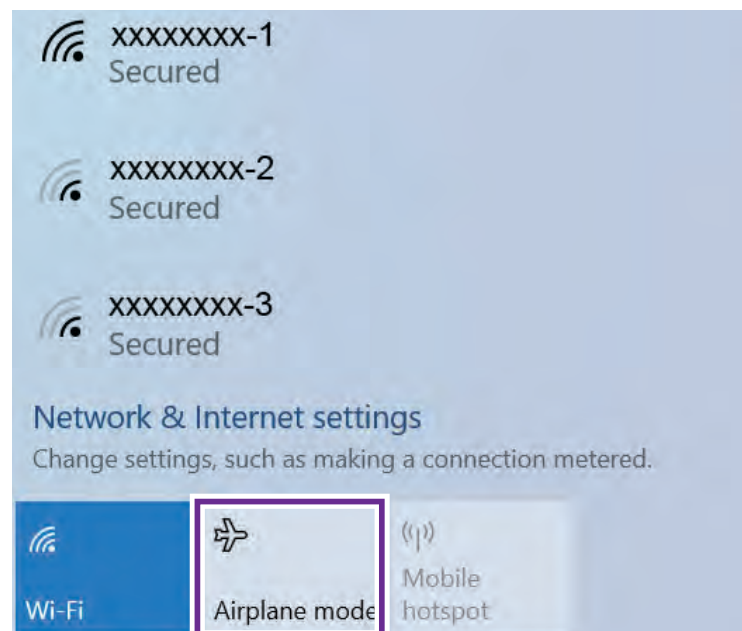 xxxxxxxx-1
Secured
xxxxxxxx-2
Secured
xxxxxxxx-3
Secured
Network & Internet settings
Change settings, such as making a connection metered.
Wi-Fi
Airplane mode
Mobile
hotspot